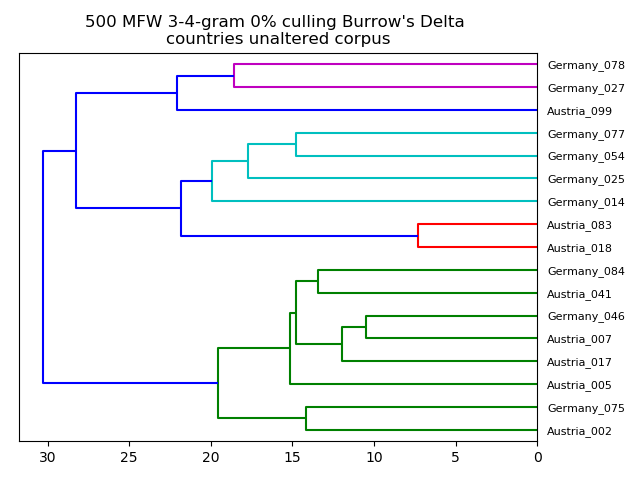 500 MFW 3-4-gram 0% culling Burrow's Delta
countries unaltered corpus
Germany_078
Germany_027
Austria_099
Germany_077
Germany_054
Germany_025
Germany_014
Austria_083
Austria_018
Germany_084
Austria_041
Germany_046
Austria_007
Austria_017
Austria_005
Germany_075
Austria_002
30 25 20 15 10 5 0